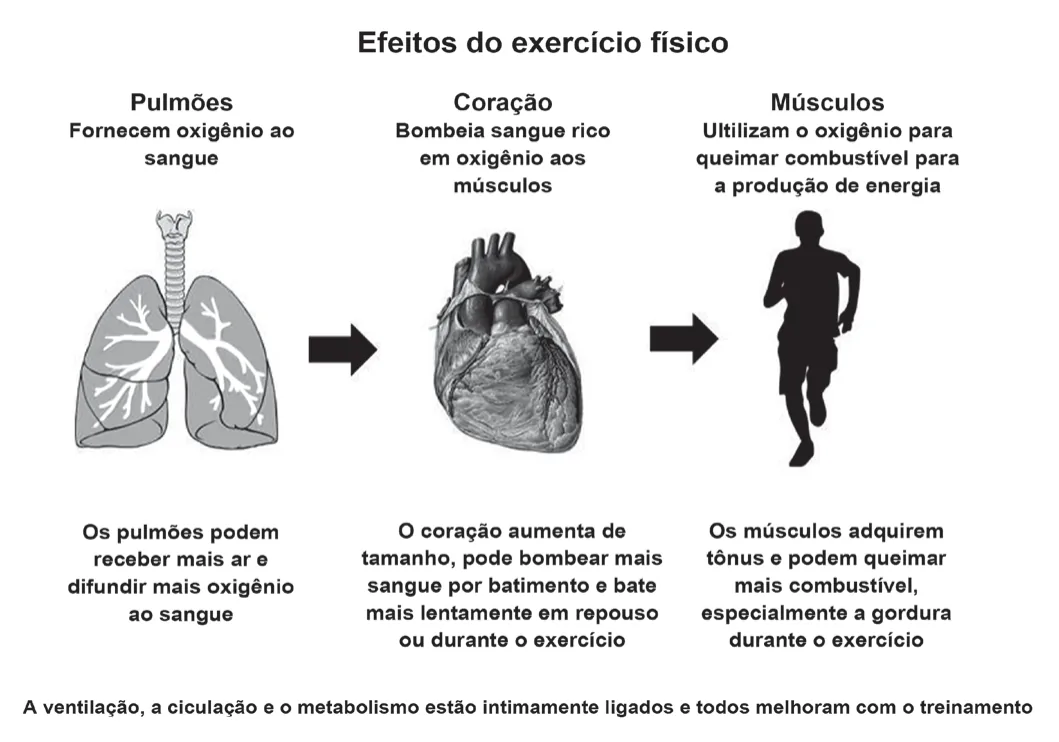 Efeitos do exercício físico
Pulmões
Fornecem oxigênio ao
sangue
Coração
Bombeia sangue rico
em oxigênio aos
músculos
Músculos
Ultilizam o oxigênio para
queimar combustível para
a produção de energia
Os pulmões podem
receber mais ar e
difundir mais oxigênio
ao sangue
O coração aumenta de
tamanho, pode bombear mais
sangue por batimento e bate
mais lentamente em repouso
ou durante o exercício
Os músculos adquirem
tônus e podem queimar
mais combustível,
especialmente a gordura
durante o exercício
A ventilação, a ciculação e o metabolismo estão intimamente ligados e todos melhoram com o treinamento